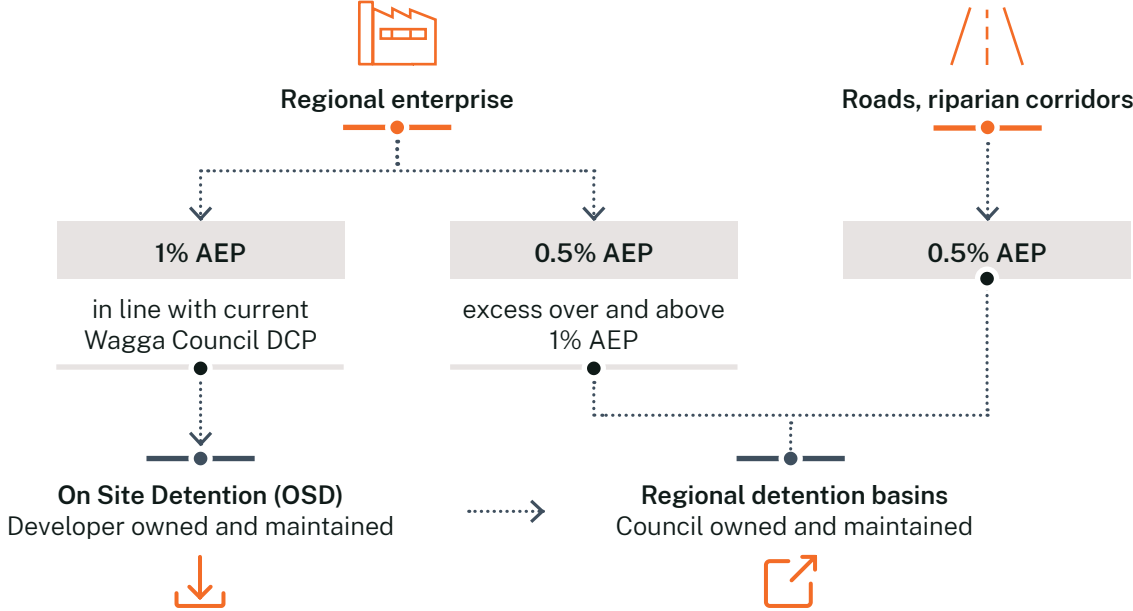 Regional enterprise
Roads, riparian corridors
1% AEP
in line with current
Wagga Council DCP
0.5% AEP
excess over and above
1% AEP
0.5% AEP
On Site Detention (OSD)
Developer owned and maintained
Regional detention basins
Council owned and maintained